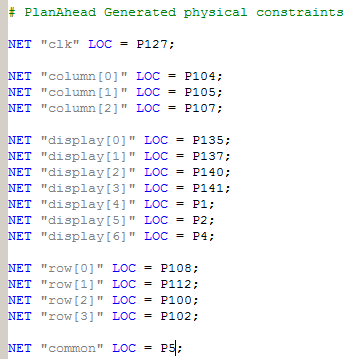 # PlanAhead Generated physical constraints
NET "clk" LOC = P127;
NET "column[0]" LOC = P104;
NET "column[1]" LOC = P105;
NET "column[2]" LOC = P107;
NET "display[0]" LOC = P135;
NET "display[1]" LOC = P137;
NET "display[2]" LOC = P140;
NET "display[3]" LOC = P141;
NET "display[4]" LOC = P1;
NET "display[5]" LOC = P2;
NET "display[6]" LOC = P4;
NET "row[0]" LOC = P108;
NET "row[1]" LOC = P112;
NET "row[2]" LOC = P100;
NET "row[3]" LOC = P102;
NET "common" LOC = P5;